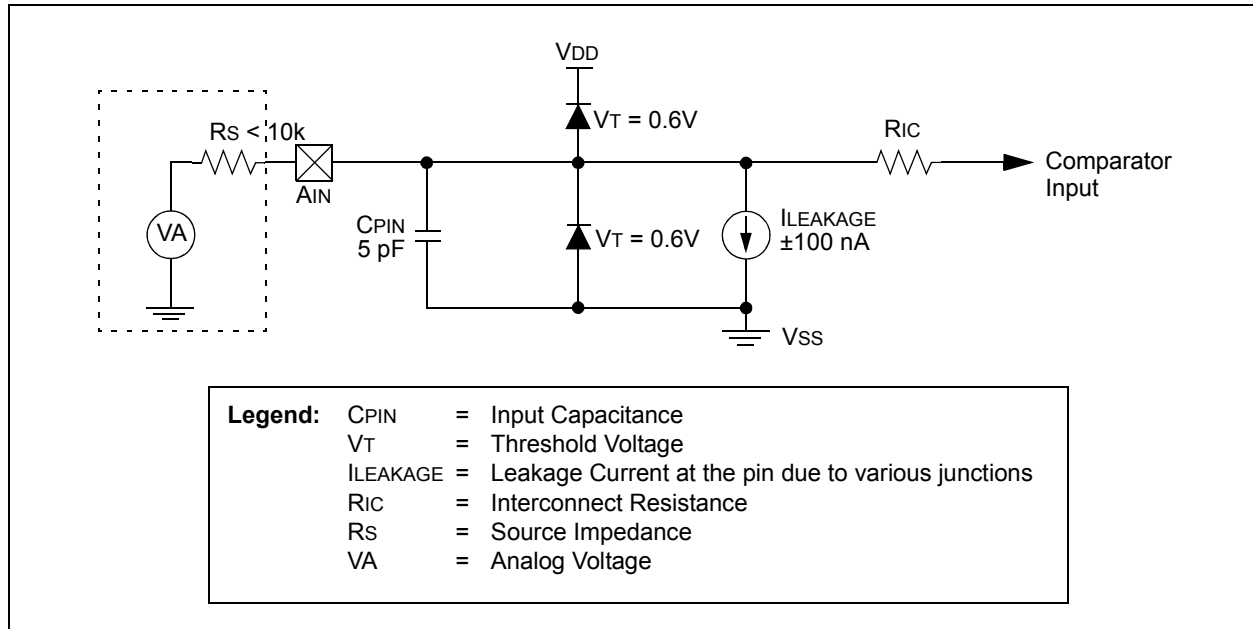 VDD
VT = 0.6V
RS < 10k
RIC
AIN
Comparator
Input
VA
CPIN
5 pF
VT = 0.6V
ILEAKAGE
±100 nA
VSS
Legend: CPIN = Input Capacitance
VT = Threshold Voltage
ILEAKAGE = Leakage Current at the pin due to various junctions
RIC = Interconnect Resistance
RS = Source Impedance
VA = Analog Voltage